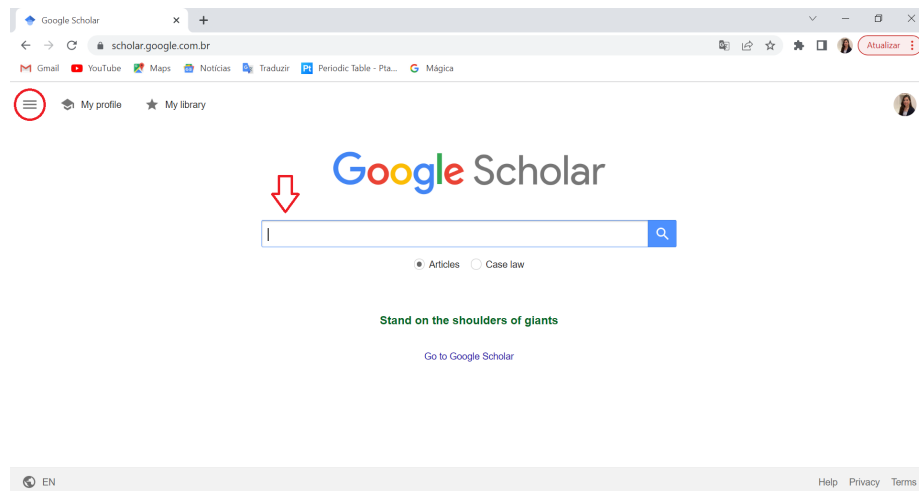 Google Scholar
scholar.google.com.br
Atualizar
Gmail YouTube Maps Notícias Traduzir Pt Periodic Table - Pta... G Mágica
My profile My library
Google Scholar
Articles Case law
Stand on the shoulders of giants
Go to Google Scholar
EN Help Privacy Terms